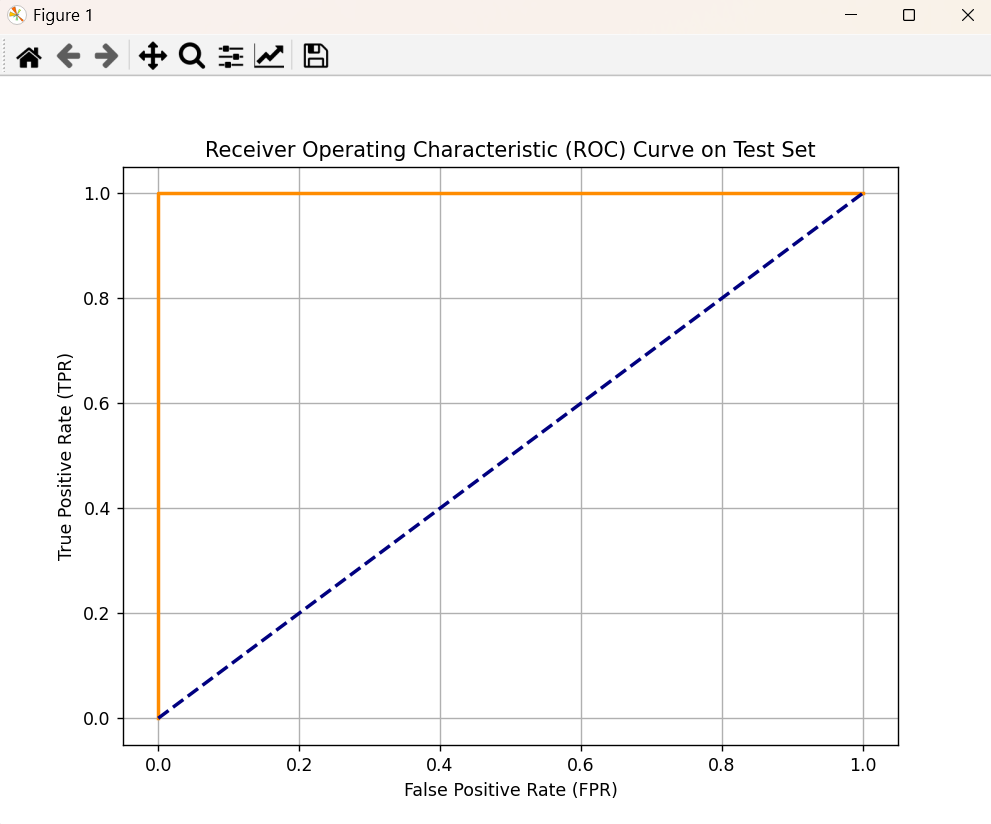 Figure 1
Receiver Operating Characteristic (ROC) Curve on Test Set
1.0
0.8
0.6
0.4
0.2
0.0
True Positive Rate (TPR)
0.0 0.2 0.4 0.6 0.8 1.0
False Positive Rate (FPR)